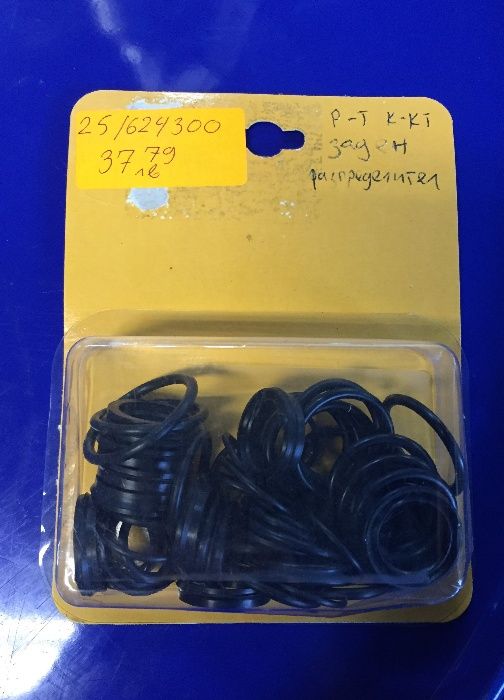 25/624300
37 79 лв
Р-Т К-КТ
заден
разпределител